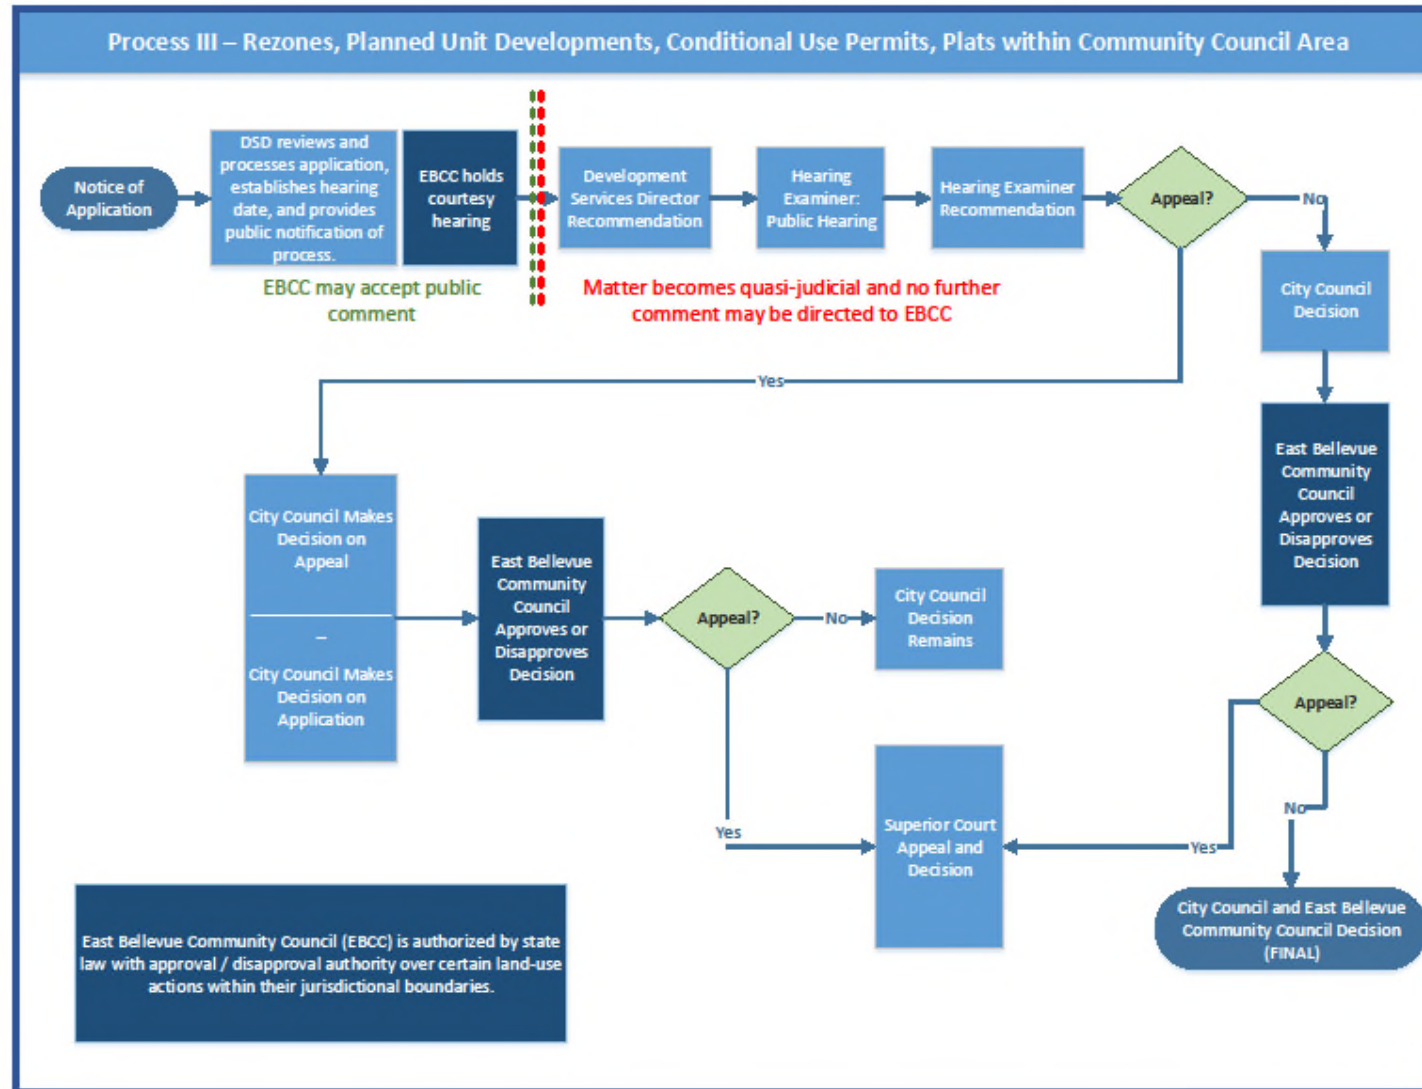 Process III – Rezones, Planned Unit Developments, Conditional Use Permits, Plats within Community Council Area
Notice of
Application
DSD reviews and
processes application,
establishes hearing
date, and provides
public notification of
process.
EBCC holds
courtesy
hearing
Development
Services Director
Recommendation
Hearing
Examiner:
Public Hearing
Hearing Examiner
Recommendation
Appeal?
No
EBCC may accept public
comment
Matter becomes quasi-judicial and no further
comment may be directed to EBCC
City Council
Decision
Yes
East Bellevue
Community
Council
Approves or
Disapproves
Decision
City Council Makes
Decision on
Appeal
–
City Council Makes
Decision on
Application
East Bellevue
Community
Council
Approves or
Disapproves
Decision
Appeal?
No
City Council
Decision
Remains
Appeal?
Yes
Superior Court
Appeal and
Decision
Yes
No
City Council and East Bellevue
Community Council Decision
(FINAL)
East Bellevue Community Council (EBCC) is authorized by state
law with approval / disapproval authority over certain land-use
actions within their jurisdictional boundaries.